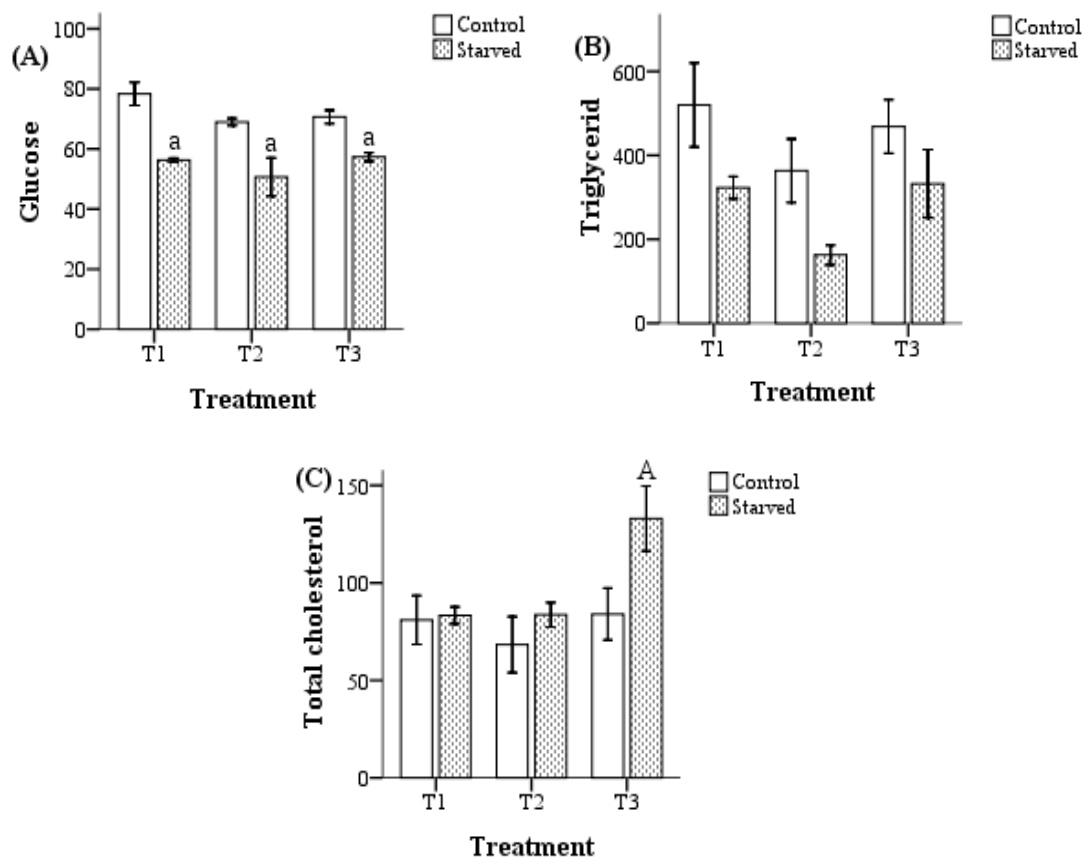 (A)
Control
Starved
Glucose
100
80
60
40
20
0
a
a
a
T1
T2
T3
Treatment
(B)
Control
Starved
Triglycerid
600
400
200
0
T1
T2
T3
Treatment
(C)
Control
Starved
Total cholesterol
150
100
50
0
A
T1
T2
T3
Treatment